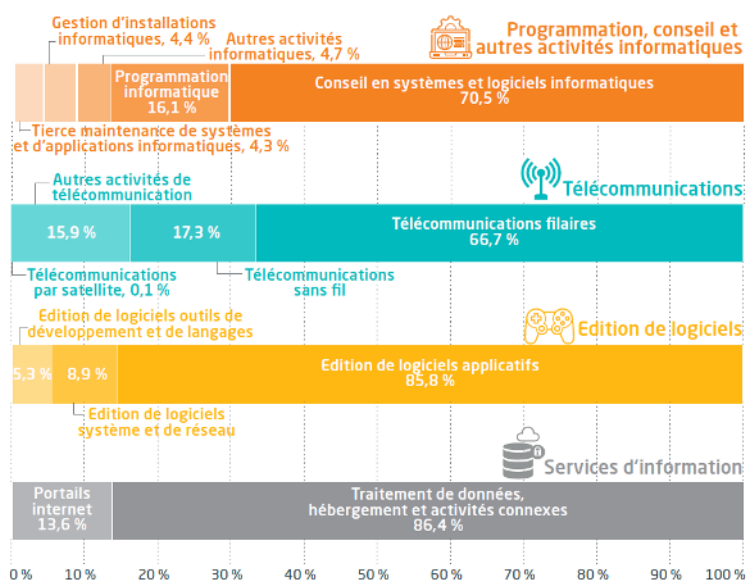 Gestion d'installations
informatiques, 4,4 %
Autres activités
informatiques, 4,7 %
Programmation, conseil et
autres activités informatiques
Programmation
informatique
16,1 %
Conseil en systèmes et logiciels informatiques
70,5 %
Tierce maintenance de systèmes
et d'applications informatiques, 4,3 %
Autres activités de
télécommunication
Télécommunications
15,9 %
17,3 %
Télécommunications filaires
66,7 %
Télécommunications
par satellite, 0,1 %
Télécommunications
sans fil
Edition de logiciels outils de
développement et de langages
Edition de logiciels
5,3 %
8,9 %
Edition de logiciels applicatifs
85,8 %
Edition de logiciels
système et de réseau
Services d'information
Portails
internet
13,6 %
Traitement de données,
hébergement et activités connexes
86,4 %
0 % 10 % 20 % 30 % 40 % 50 % 60 % 70 % 80 % 90 % 100 %